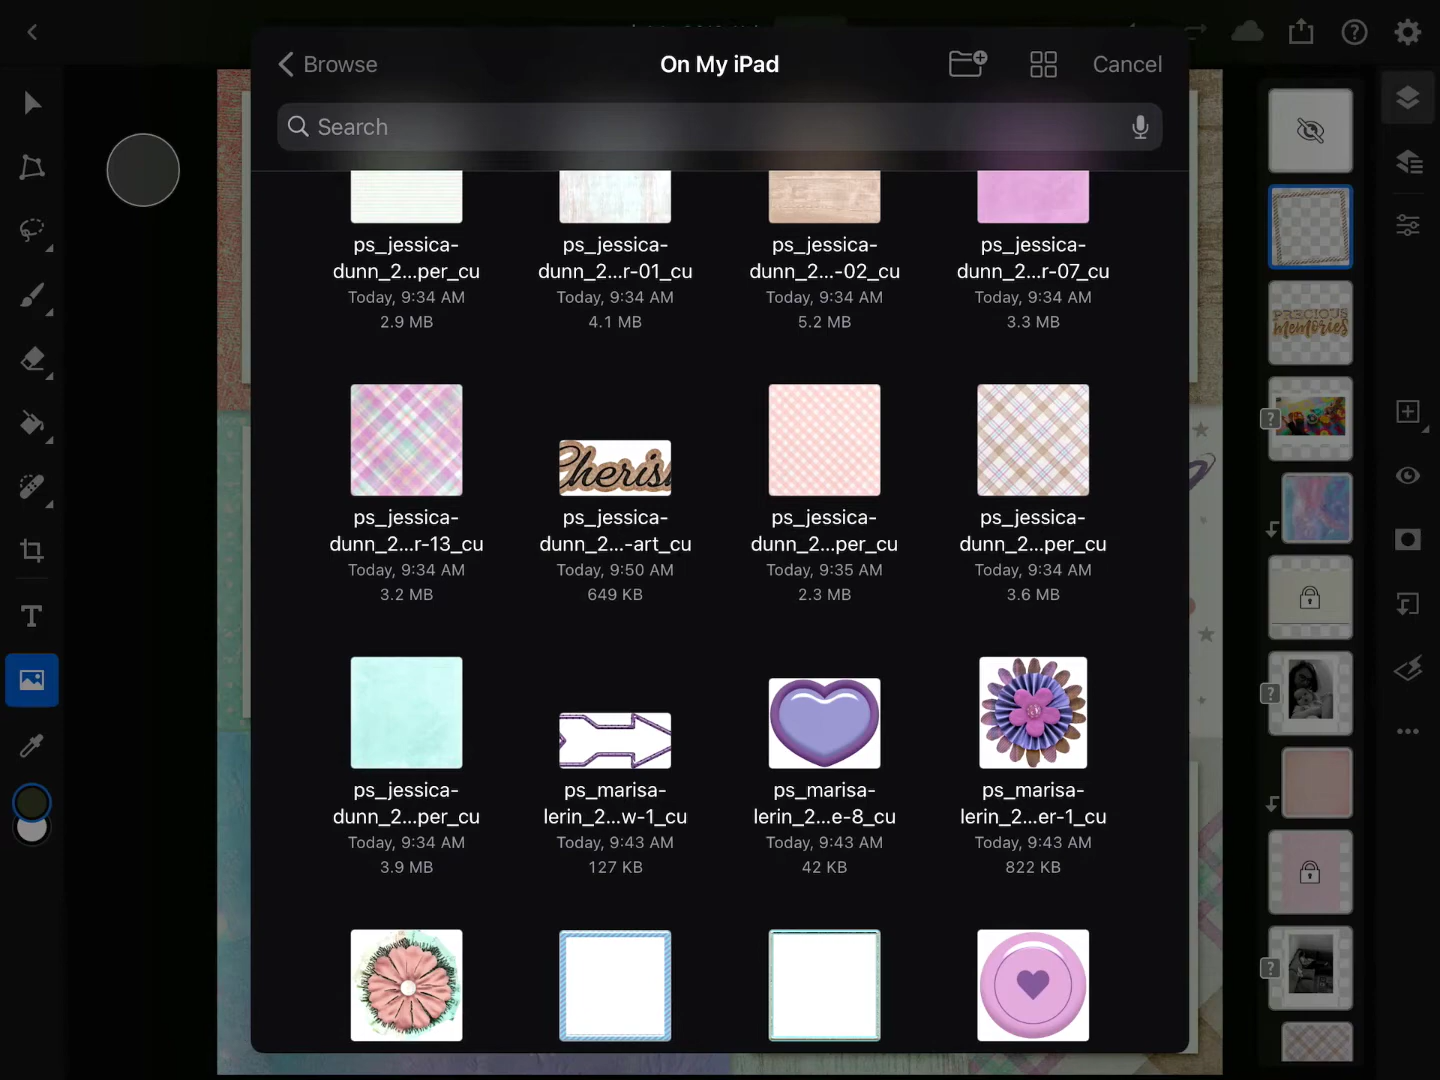 Browse
On My iPad
Cancel
Search
ps_jessica-
dunn_2...per_cu
Today, 9:34 AM
2.9 MB
ps_jessica-
dunn_2...r-01_cu
Today, 9:34 AM
4.1 MB
ps_jessica-
dunn_2...-02_cu
Today, 9:34 AM
5.2 MB
ps_jessica-
dunn_2...r-07_cu
Today, 9:34 AM
3.3 MB
PRECIOUS
memories
Cherish
ps_jessica-
dunn_2...r-13_cu
Today, 9:34 AM
3.2 MB
ps_jessica-
dunn_2...-art_cu
Today, 9:50 AM
649 KB
ps_jessica-
dunn_2...per_cu
Today, 9:35 AM
2.3 MB
ps_jessica-
dunn_2...per_cu
Today, 9:34 AM
3.6 MB
ps_jessica-
dunn_2...per_cu
Today, 9:34 AM
3.9 MB
ps_marisa-
lerin_2...w-1_cu
Today, 9:43 AM
127 KB
ps_marisa-
lerin_2...e-8_cu
Today, 9:43 AM
42 KB
ps_marisa-
lerin_2...er-1_cu
Today, 9:43 AM
822 KB